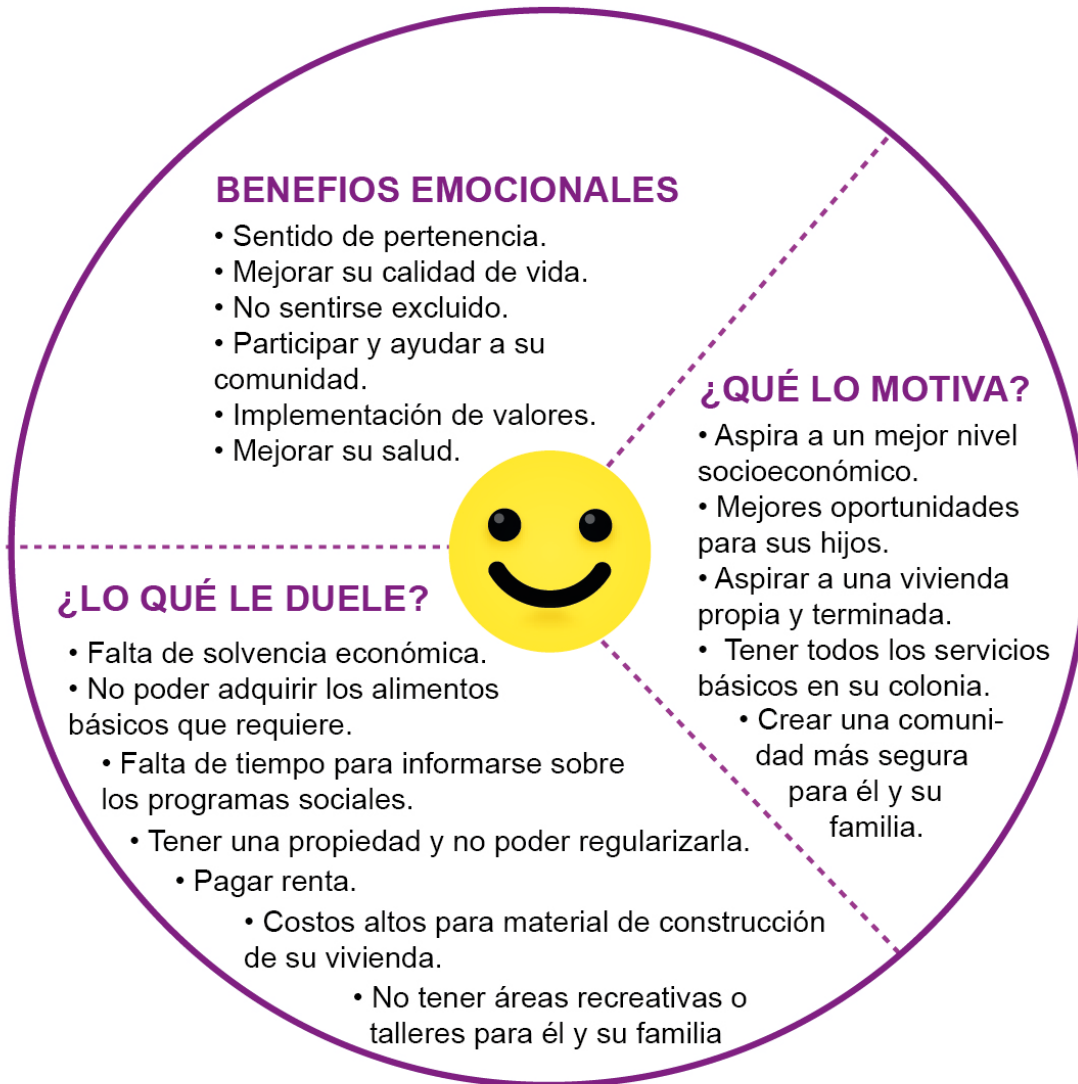 BENEFIOS EMOCIONALES
• Sentido de pertenencia.
• Mejorar su calidad de vida.
• No sentirse excluido.
• Participar y ayudar a su
comunidad.
• Implementación de valores.
• Mejorar su salud.
¿QUÉ LO MOTIVA?
• Aspira a un mejor nivel
socioeconómico.
• Mejores oportunidades
para sus hijos.
• Aspirar a una vivienda
propia y terminada.
• Tener todos los servicios
básicos en su colonia.
• Crear una comuni-
dad más segura
para él y su
familia.
¿LO QUÉ LE DUELE?
• Falta de solvencia económica.
• No poder adquirir los alimentos
básicos que requiere.
• Falta de tiempo para informarse sobre
los programas sociales.
• Tener una propiedad y no poder regularizarla.
• Pagar renta.
• Costos altos para material de construcción
de su vivienda.
• No tener áreas recreativas o
talleres para él y su familia